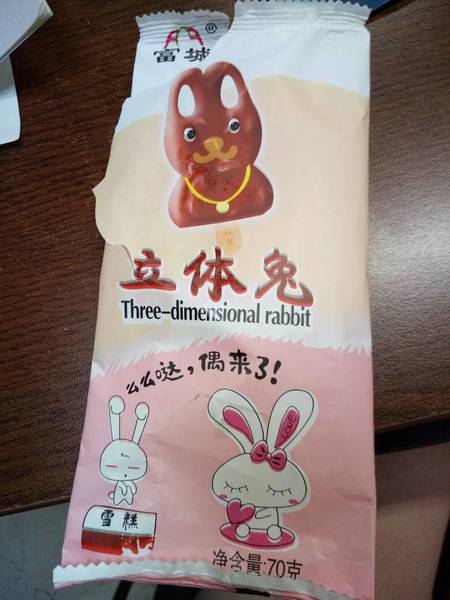 ®
富城
立体兔
Three-dimensional rabbit
么么哒,偶来了!
LOVE
雪糕
净含量:70克